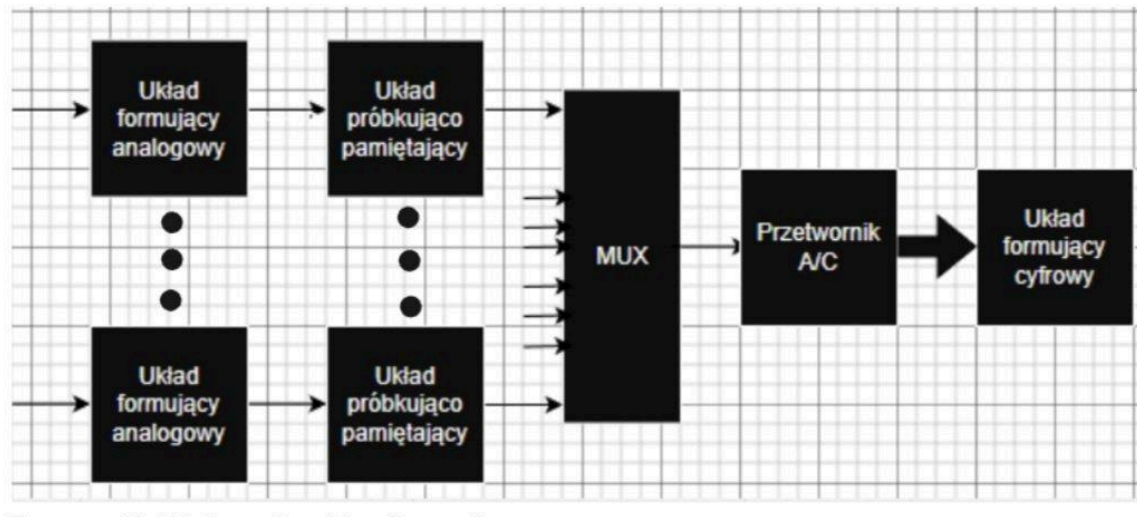 Układ
formujący
analogowy
Układ
próbkująco
pamiętający
MUX
Przetwornik
A/C
Układ
formujący
cyfrowy
Układ
formujący
analogowy
Układ
próbkująco
pamiętający